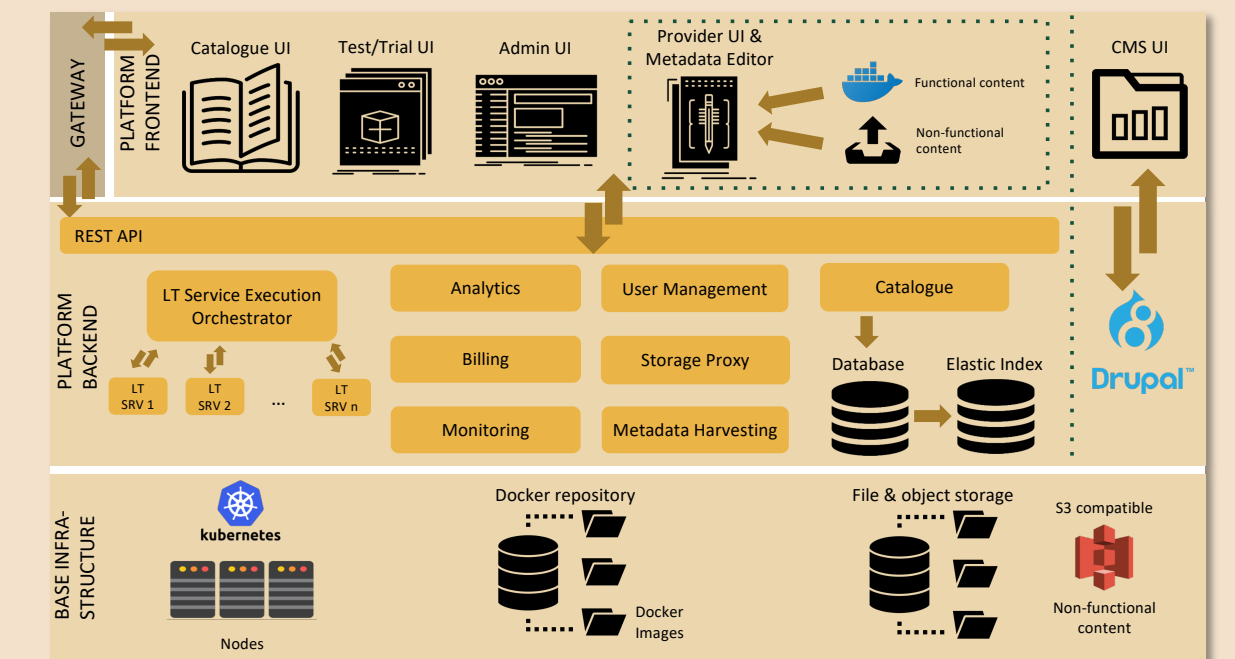 GATEWAY
PLATFORM
FRONTEND
Catalogue UI
Test/Trial UI
Admin UI
Provider UI &
Metadata Editor
Functional content
Non-functional
content
CMS UI
REST API
PLATFORM
BACKEND
LT Service Execution
Orchestrator
LT
SRV 1
LT
SRV 2
...
LT
SRV n
Analytics
User Management
Catalogue
Billing
Storage Proxy
Database
Elastic Index
Monitoring
Metadata Harvesting
Drupal™
BASE INFRA-
STRUCTURE
kubernetes
Nodes
Docker repository
Docker
Images
File & object storage
S3 compatible
Non-functional
content